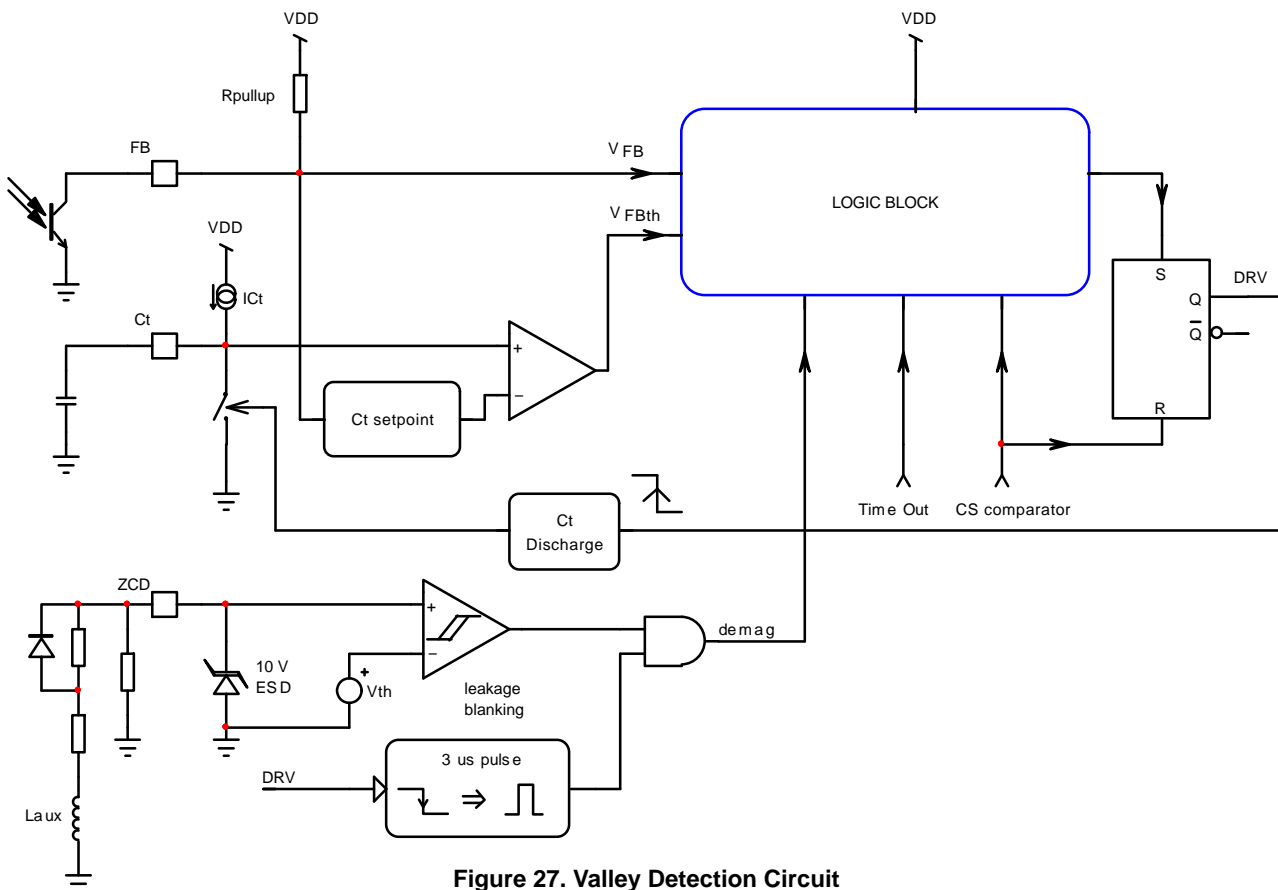 VDD
VDD
Rpullup
FB
V FB
LOGIC BLOCK
V FBth
VDD
ICt
S
DRV
Q
Q
Ct
+
−
Ct setpoint
R
Time Out
CS comparator
Ct
Discharge
ZCD
+
−
demag
10 V
ESD
+
Vth
leakage
blanking
3 us pulse
DRV
⇒
Laux
Figure 27. Valley Detection Circuit